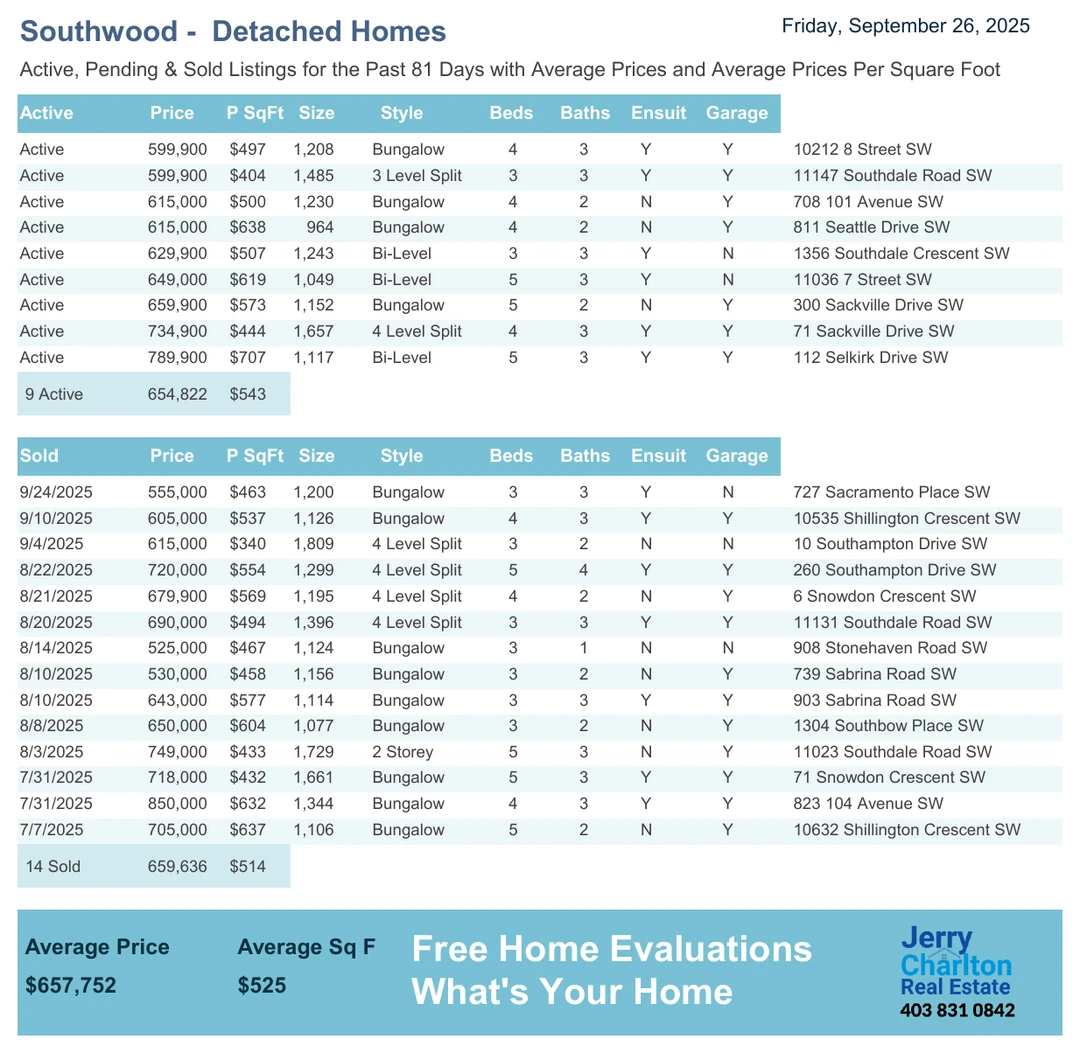 Southwood - Detached Homes
Friday, September 26, 2025
Active, Pending & Sold Listings for the Past 81 Days with Average Prices and Average Prices Per Square Foot
Active Price P SqFt Size Style Beds Baths Ensuit Garage
Active 599,900 $497 1,208 Bungalow 4 3 Y Y 10212 8 Street SW
Active 599,900 $404 1,485 3 Level Split 3 3 Y Y 11147 Southdale Road SW
Active 615,000 $500 1,230 Bungalow 4 2 N Y 708 101 Avenue SW
Active 615,000 $638 964 Bungalow 4 2 N Y 811 Seattle Drive SW
Active 629,900 $507 1,243 Bi-Level 3 3 Y N 1356 Southdale Crescent SW
Active 649,000 $619 1,049 Bi-Level 5 3 Y N 11036 7 Street SW
Active 659,900 $573 1,152 Bungalow 5 2 N Y 300 Sackville Drive SW
Active 734,900 $444 1,657 4 Level Split 4 3 Y Y 71 Sackville Drive SW
Active 789,900 $707 1,117 Bi-Level 5 3 Y Y 112 Selkirk Drive SW
9 Active 654,822 $543
Sold Price P SqFt Size Style Beds Baths Ensuit Garage
9/24/2025 555,000 $463 1,200 Bungalow 3 3 Y N 727 Sacramento Place SW
9/10/2025 605,000 $537 1,126 Bungalow 4 3 Y Y 10535 Shillington Crescent SW
9/4/2025 615,000 $340 1,809 4 Level Split 3 2 N N 10 Southampton Drive SW
8/22/2025 720,000 $554 1,299 4 Level Split 5 4 Y Y 260 Southampton Drive SW
8/21/2025 679,900 $569 1,195 4 Level Split 4 2 N Y 6 Snowdon Crescent SW
8/20/2025 690,000 $494 1,396 4 Level Split 3 3 Y Y 11131 Southdale Road SW
8/14/2025 525,000 $467 1,124 Bungalow 3 1 N N 908 Stonehaven Road SW
8/10/2025 530,000 $458 1,156 Bungalow 3 2 N Y 739 Sabrina Road SW
8/10/2025 643,000 $577 1,114 Bungalow 3 3 Y Y 903 Sabrina Road SW
8/8/2025 650,000 $604 1,077 Bungalow 3 2 N Y 1304 Southbow Place SW
8/3/2025 749,000 $433 1,729 2 Storey 5 3 N Y 11023 Southdale Road SW
7/31/2025 718,000 $432 1,661 Bungalow 5 3 Y Y 71 Snowdon Crescent SW
7/31/2025 850,000 $632 1,344 Bungalow 4 3 Y Y 823 104 Avenue SW
7/7/2025 705,000 $637 1,106 Bungalow 5 2 N Y 10632 Shillington Crescent SW
14 Sold 659,636 $514
Average Price Average Sq F
$657,752 $525
Free Home Evaluations
What's Your Home
Jerry
Charlton
Real Estate
403 831 0842